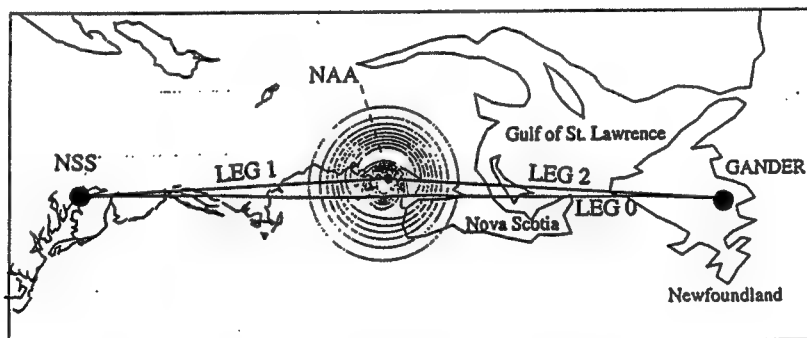 NAA
Gulf of St. Lawrence
NSS
LEG 1
LEG 2
GANDER
LEG 0
Nova Scotia
Newfoundland